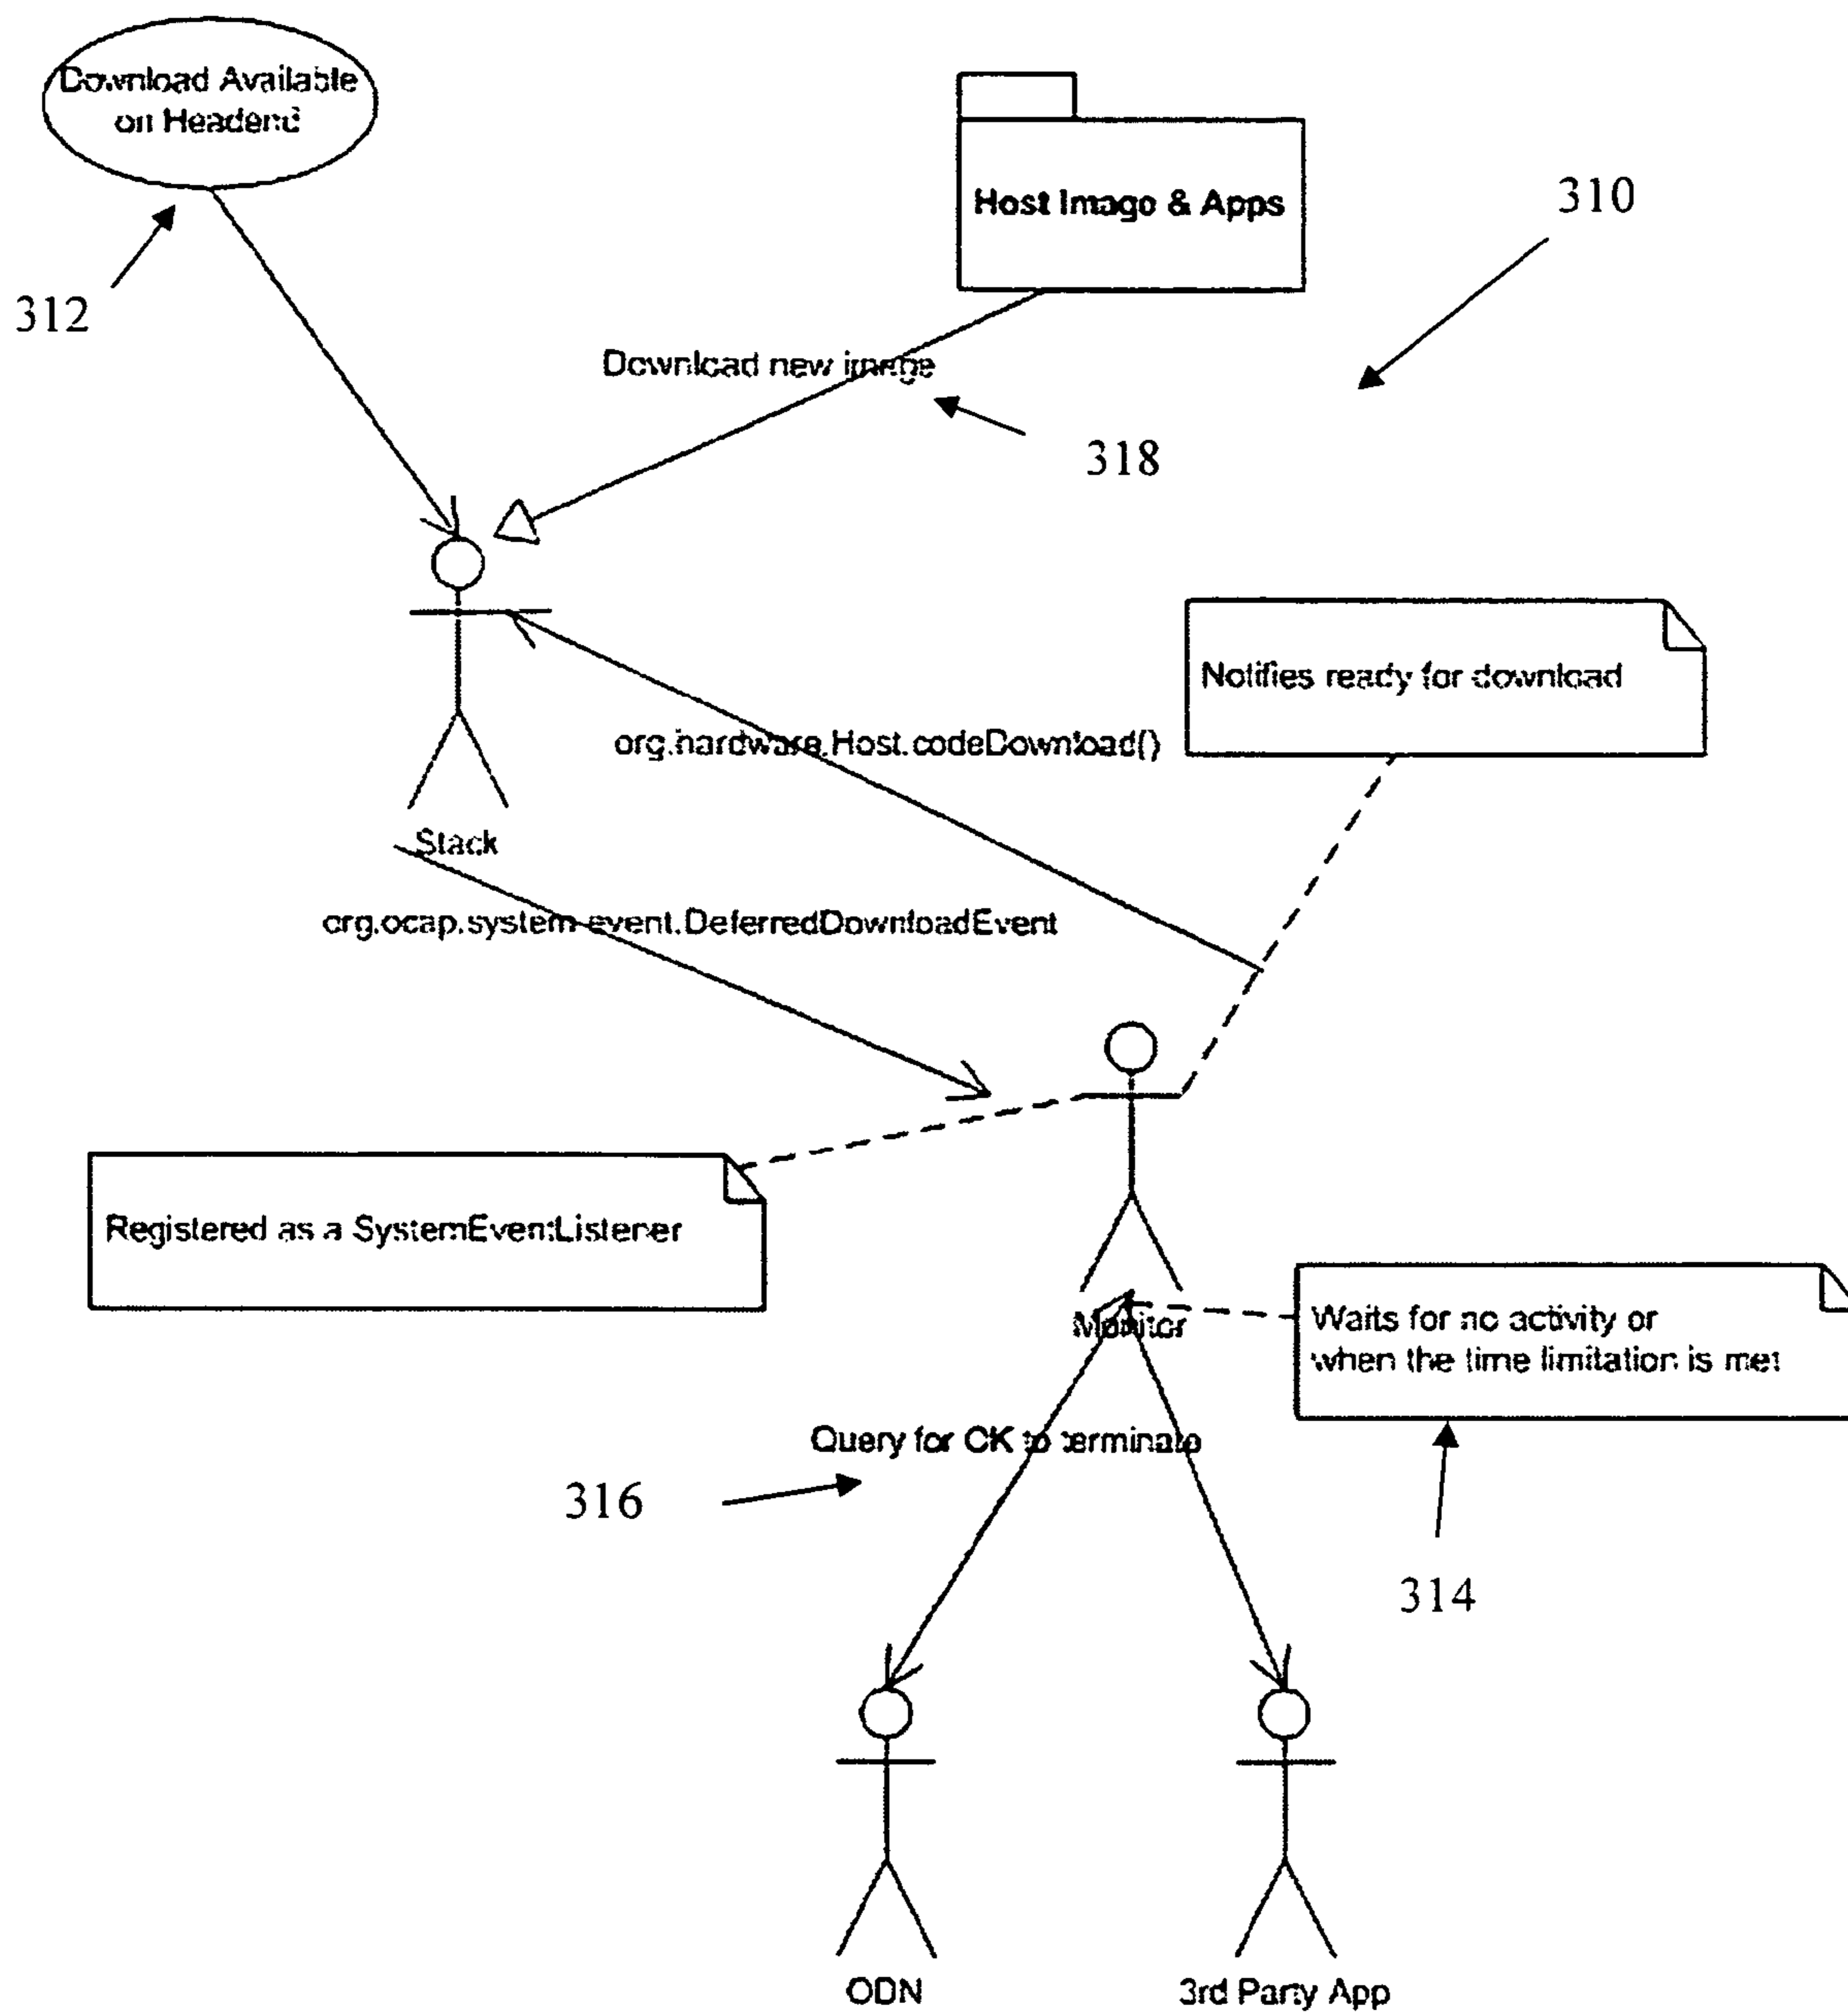 Download Available
on Headend
Host Image & Apps
310
312
Download new image
318
Notifies ready for download
org.hardware.Host.codeDownload()
Stack
org.ocap.system-event.DeferredDownloadEvent
Registered as a SystemEventListener
Monitor
Waits for no activity or
when the time limitation is met
Query for CK to terminate
316
314
ODN
3rd Party App